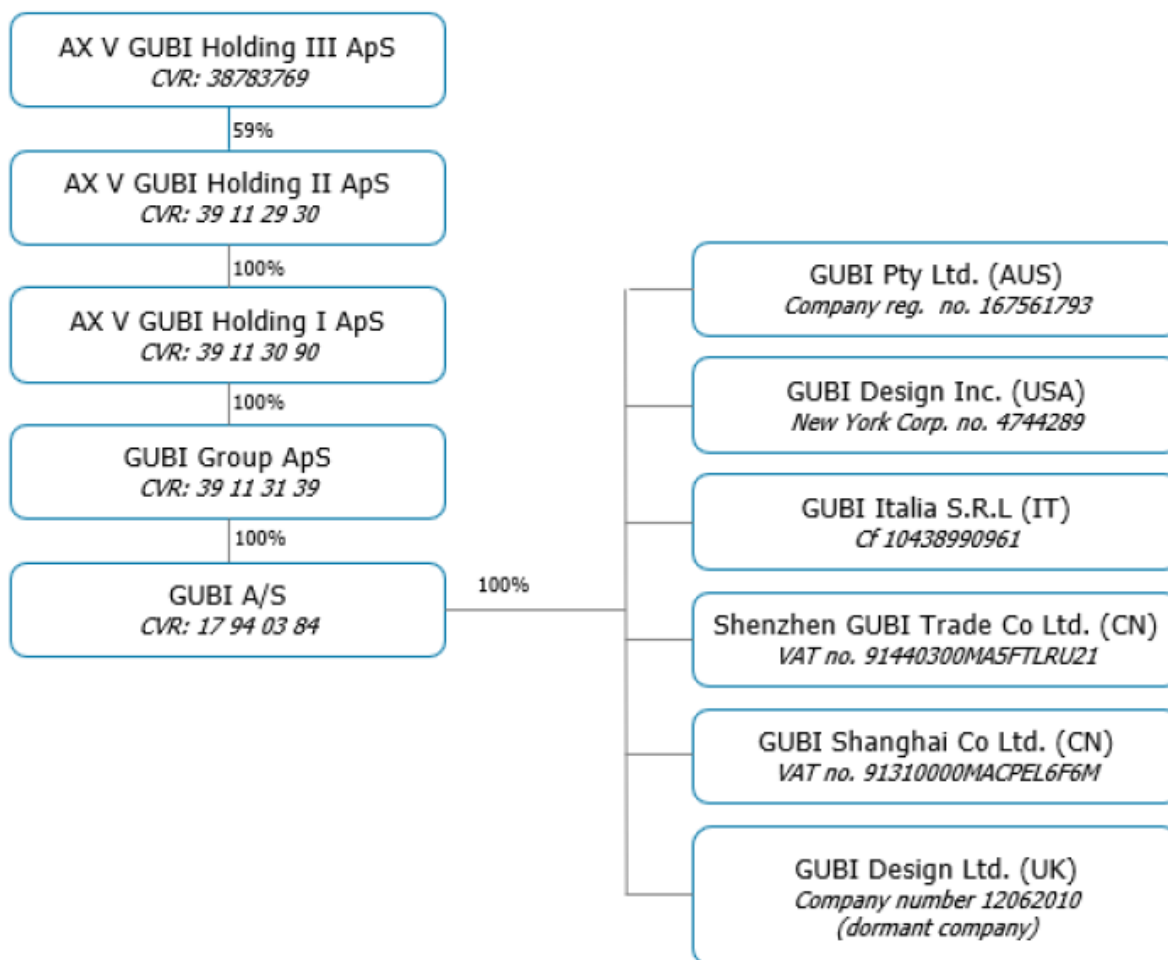 AX V GUBI Holding III ApS
CVR: 38783769
59%
AX V GUBI Holding II ApS
CVR: 39 11 29 30
100%
AX V GUBI Holding I ApS
CVR: 39 11 30 90
100%
GUBI Group ApS
CVR: 39 11 31 39
100%
GUBI A/S
CVR: 17 94 03 84
100%
GUBI Pty Ltd. (AUS)
Company reg. no. 167561793
GUBI Design Inc. (USA)
New York Corp. no. 4744289
GUBI Italia S.R.L (IT)
Cf 10438990961
Shenzhen GUBI Trade Co Ltd. (CN)
VAT no. 91440300MA5FTLRU21
GUBI Shanghai Co Ltd. (CN)
VAT no. 91310000MACPEL6F6M
GUBI Design Ltd. (UK)
Company number 12062010
(dormant company)